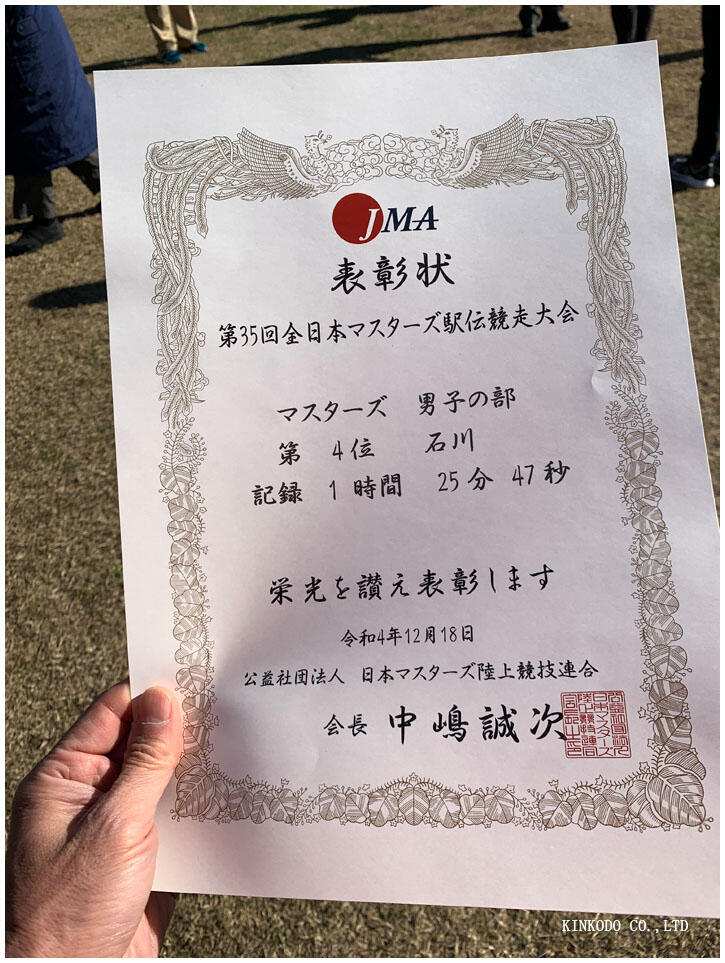 JMA
表彰状
第35回全日本マスターズ駅伝競走大会
マスターズ 男子の部
第 4位 石川
記録 1時間 25分 47秒
栄光を讃え表彰します
令和4年12月18日
公益社団法人 日本マスターズ陸上競技連合
会長 中嶋誠次
KINKODO CO.,LTD